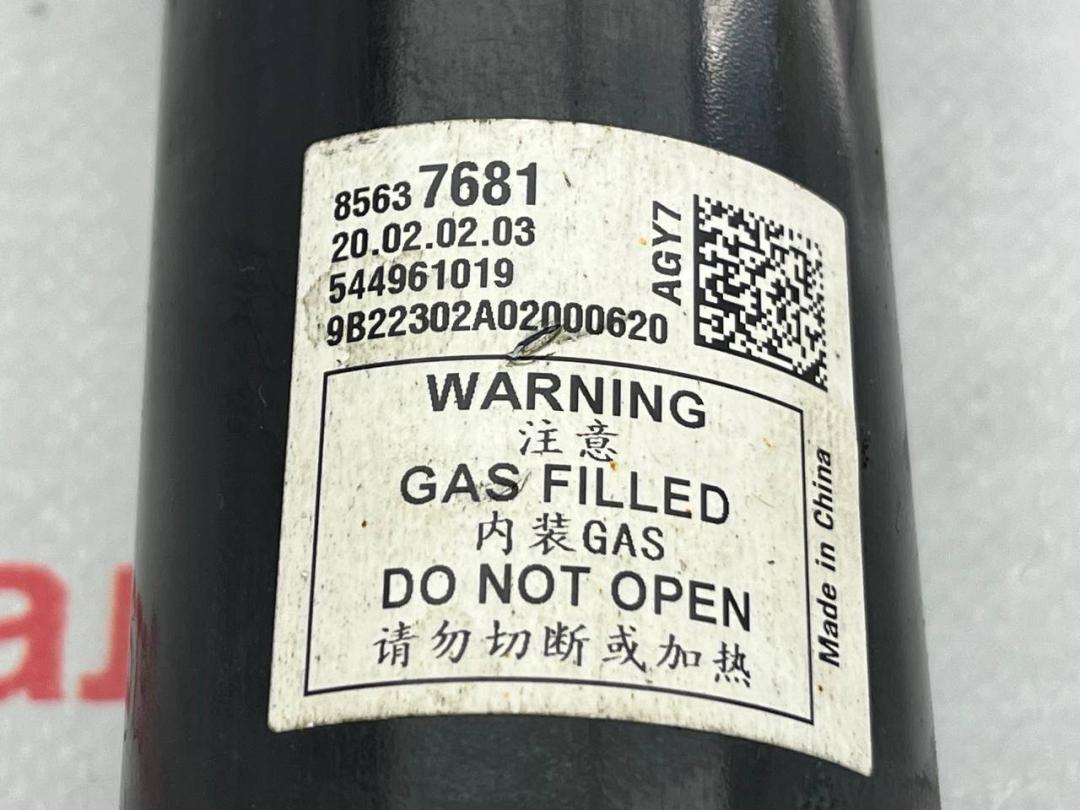 8563 7681
20.02.02.03
544961019
9B22302A02000620
AGY7
WARNING
注意
GAS FILLED
内装GAS
DO NOT OPEN
请勿切断或加热
Made in China
ar